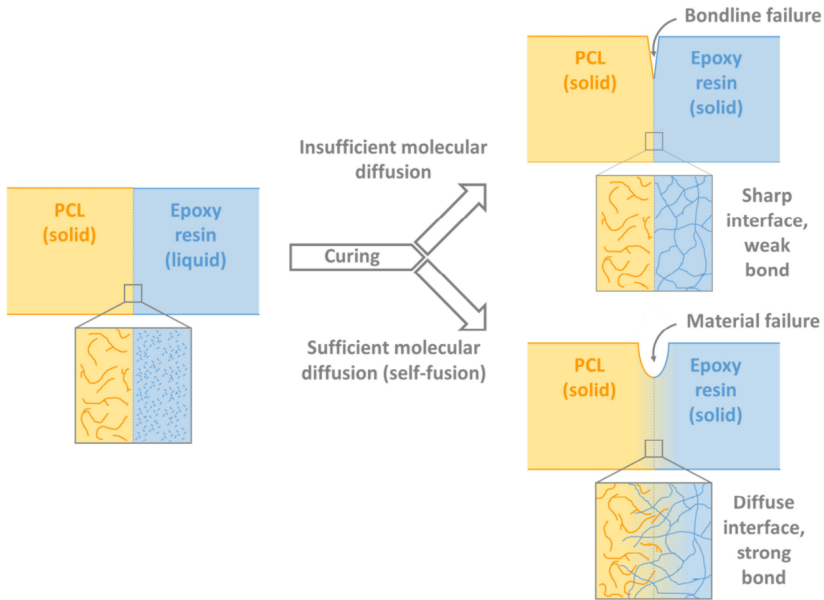 PCL
(solid)
Epoxy
resin
(liquid)
Curing
Insufficient molecular
diffusion
Sufficient molecular
diffusion (self-fusion)
Bondline failure
PCL
(solid)
Epoxy
resin
(solid)
Sharp
interface,
weak
bond
Material failure
PCL
(solid)
Epoxy
resin
(solid)
Diffuse
interface,
strong
bond